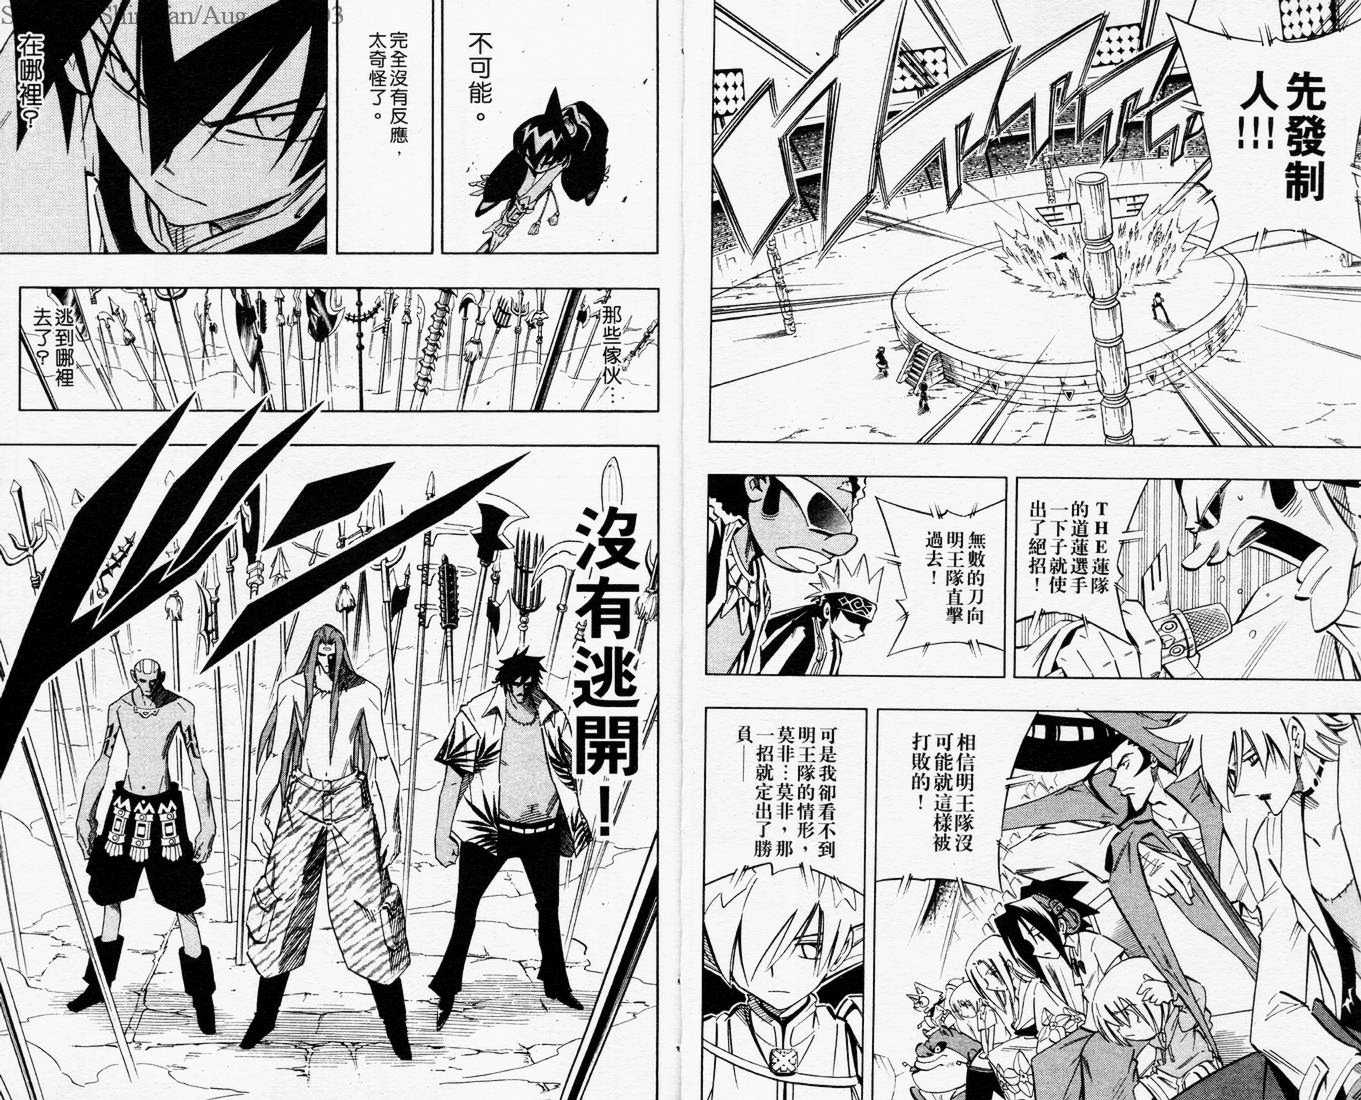 先發制
人!!!
THE蓮隊
的道蓮選手
一下子就使
出了絕招！
無數的刀向
明王隊直擊
過去！
相信明王隊沒
可能就這樣被
打敗的！
可是我卻看不到
明王隊的情形，
莫非…莫非，那
一招就定出了勝
負——
不可能。
完全沒有反應，
太奇怪了。
在哪裡？
那些傢伙…
逃到哪裡
去了？
沒有逃開！
王